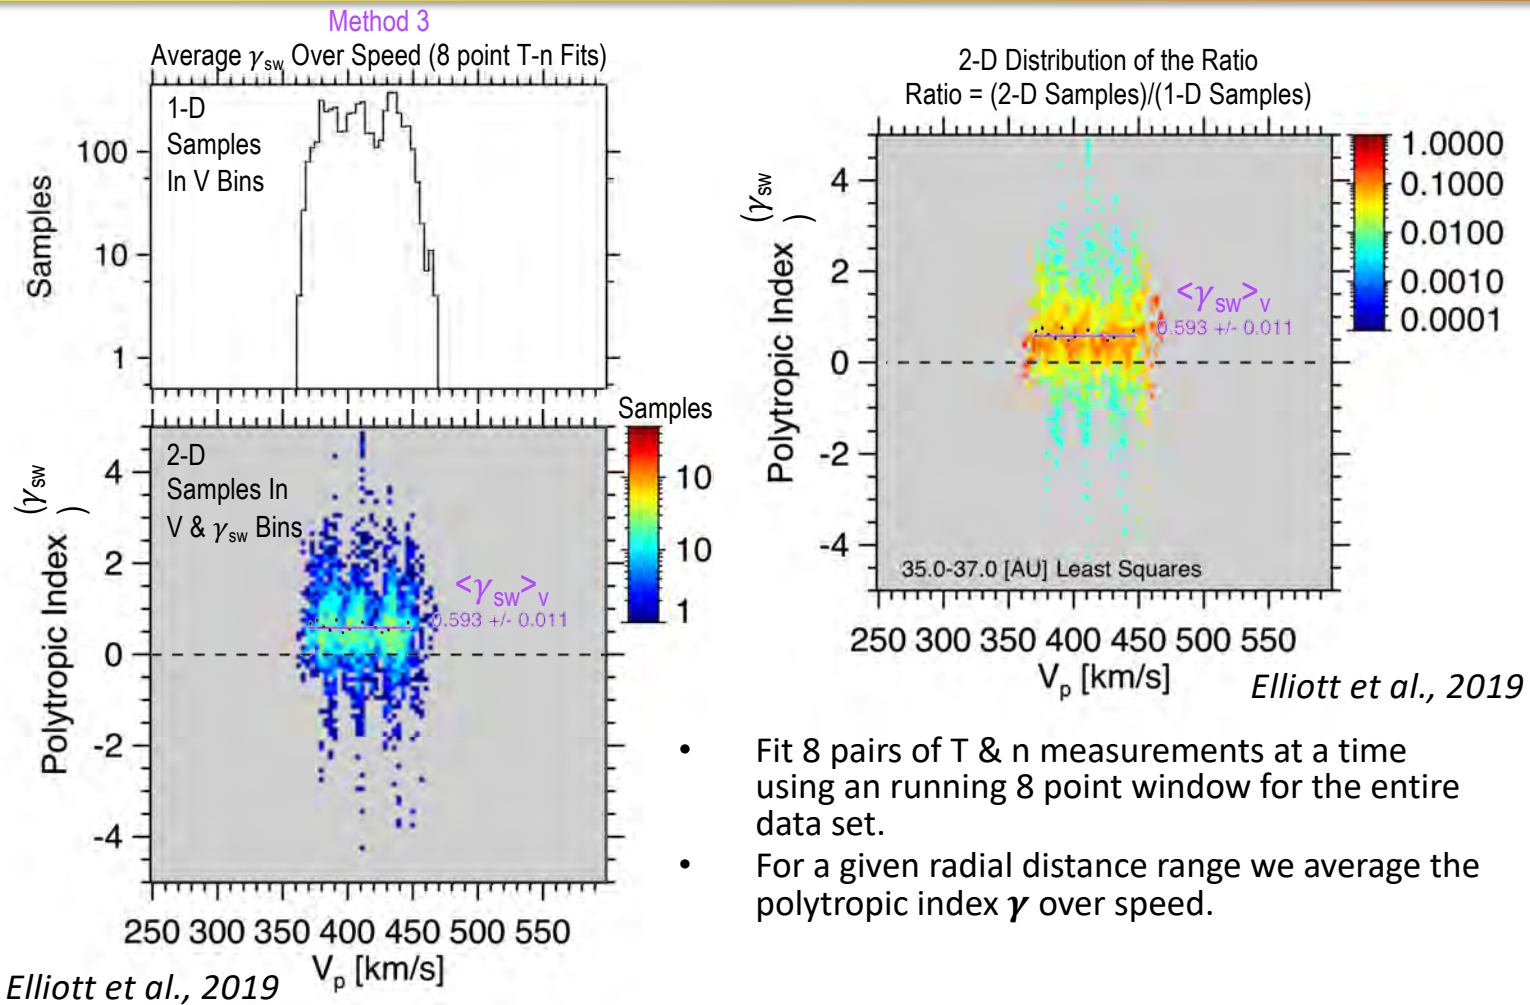 Method 3
Average γsw Over Speed (8 point T-n Fits)
1-D
Samples
In V Bins
100
10
1
Samples
2-D
Samples In
V & γsw Bins
4
2
0
-2
-4
Polytropic Index (γsw)
<γsw>v
0.593 +/- 0.011
Samples
10
10
1
250 300 350 400 450 500 550
Vp [km/s]
Elliott et al., 2019
2-D Distribution of the Ratio
Ratio = (2-D Samples)/(1-D Samples)
4
2
0
-2
-4
Polytropic Index (γsw)
<γsw>v
0.593 +/- 0.011
35.0-37.0 [AU] Least Squares
1.0000
0.1000
0.0100
0.0010
0.0001
250 300 350 400 450 500 550
Vp [km/s]
Elliott et al., 2019
• Fit 8 pairs of T & n measurements at a time
using an running 8 point window for the entire
data set.
• For a given radial distance range we average the
polytropic index γ over speed.